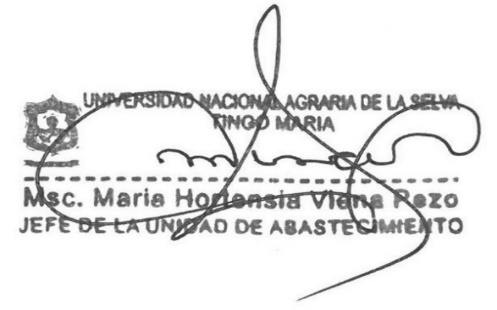 UNIVERSIDAD NACIONAL AGRARIA DE LA SELVA
TINGO MARIA
Msc. Maria Hortensia Viena Pezo
JEFE DE LA UNIDAD DE ABASTECIMIENTO